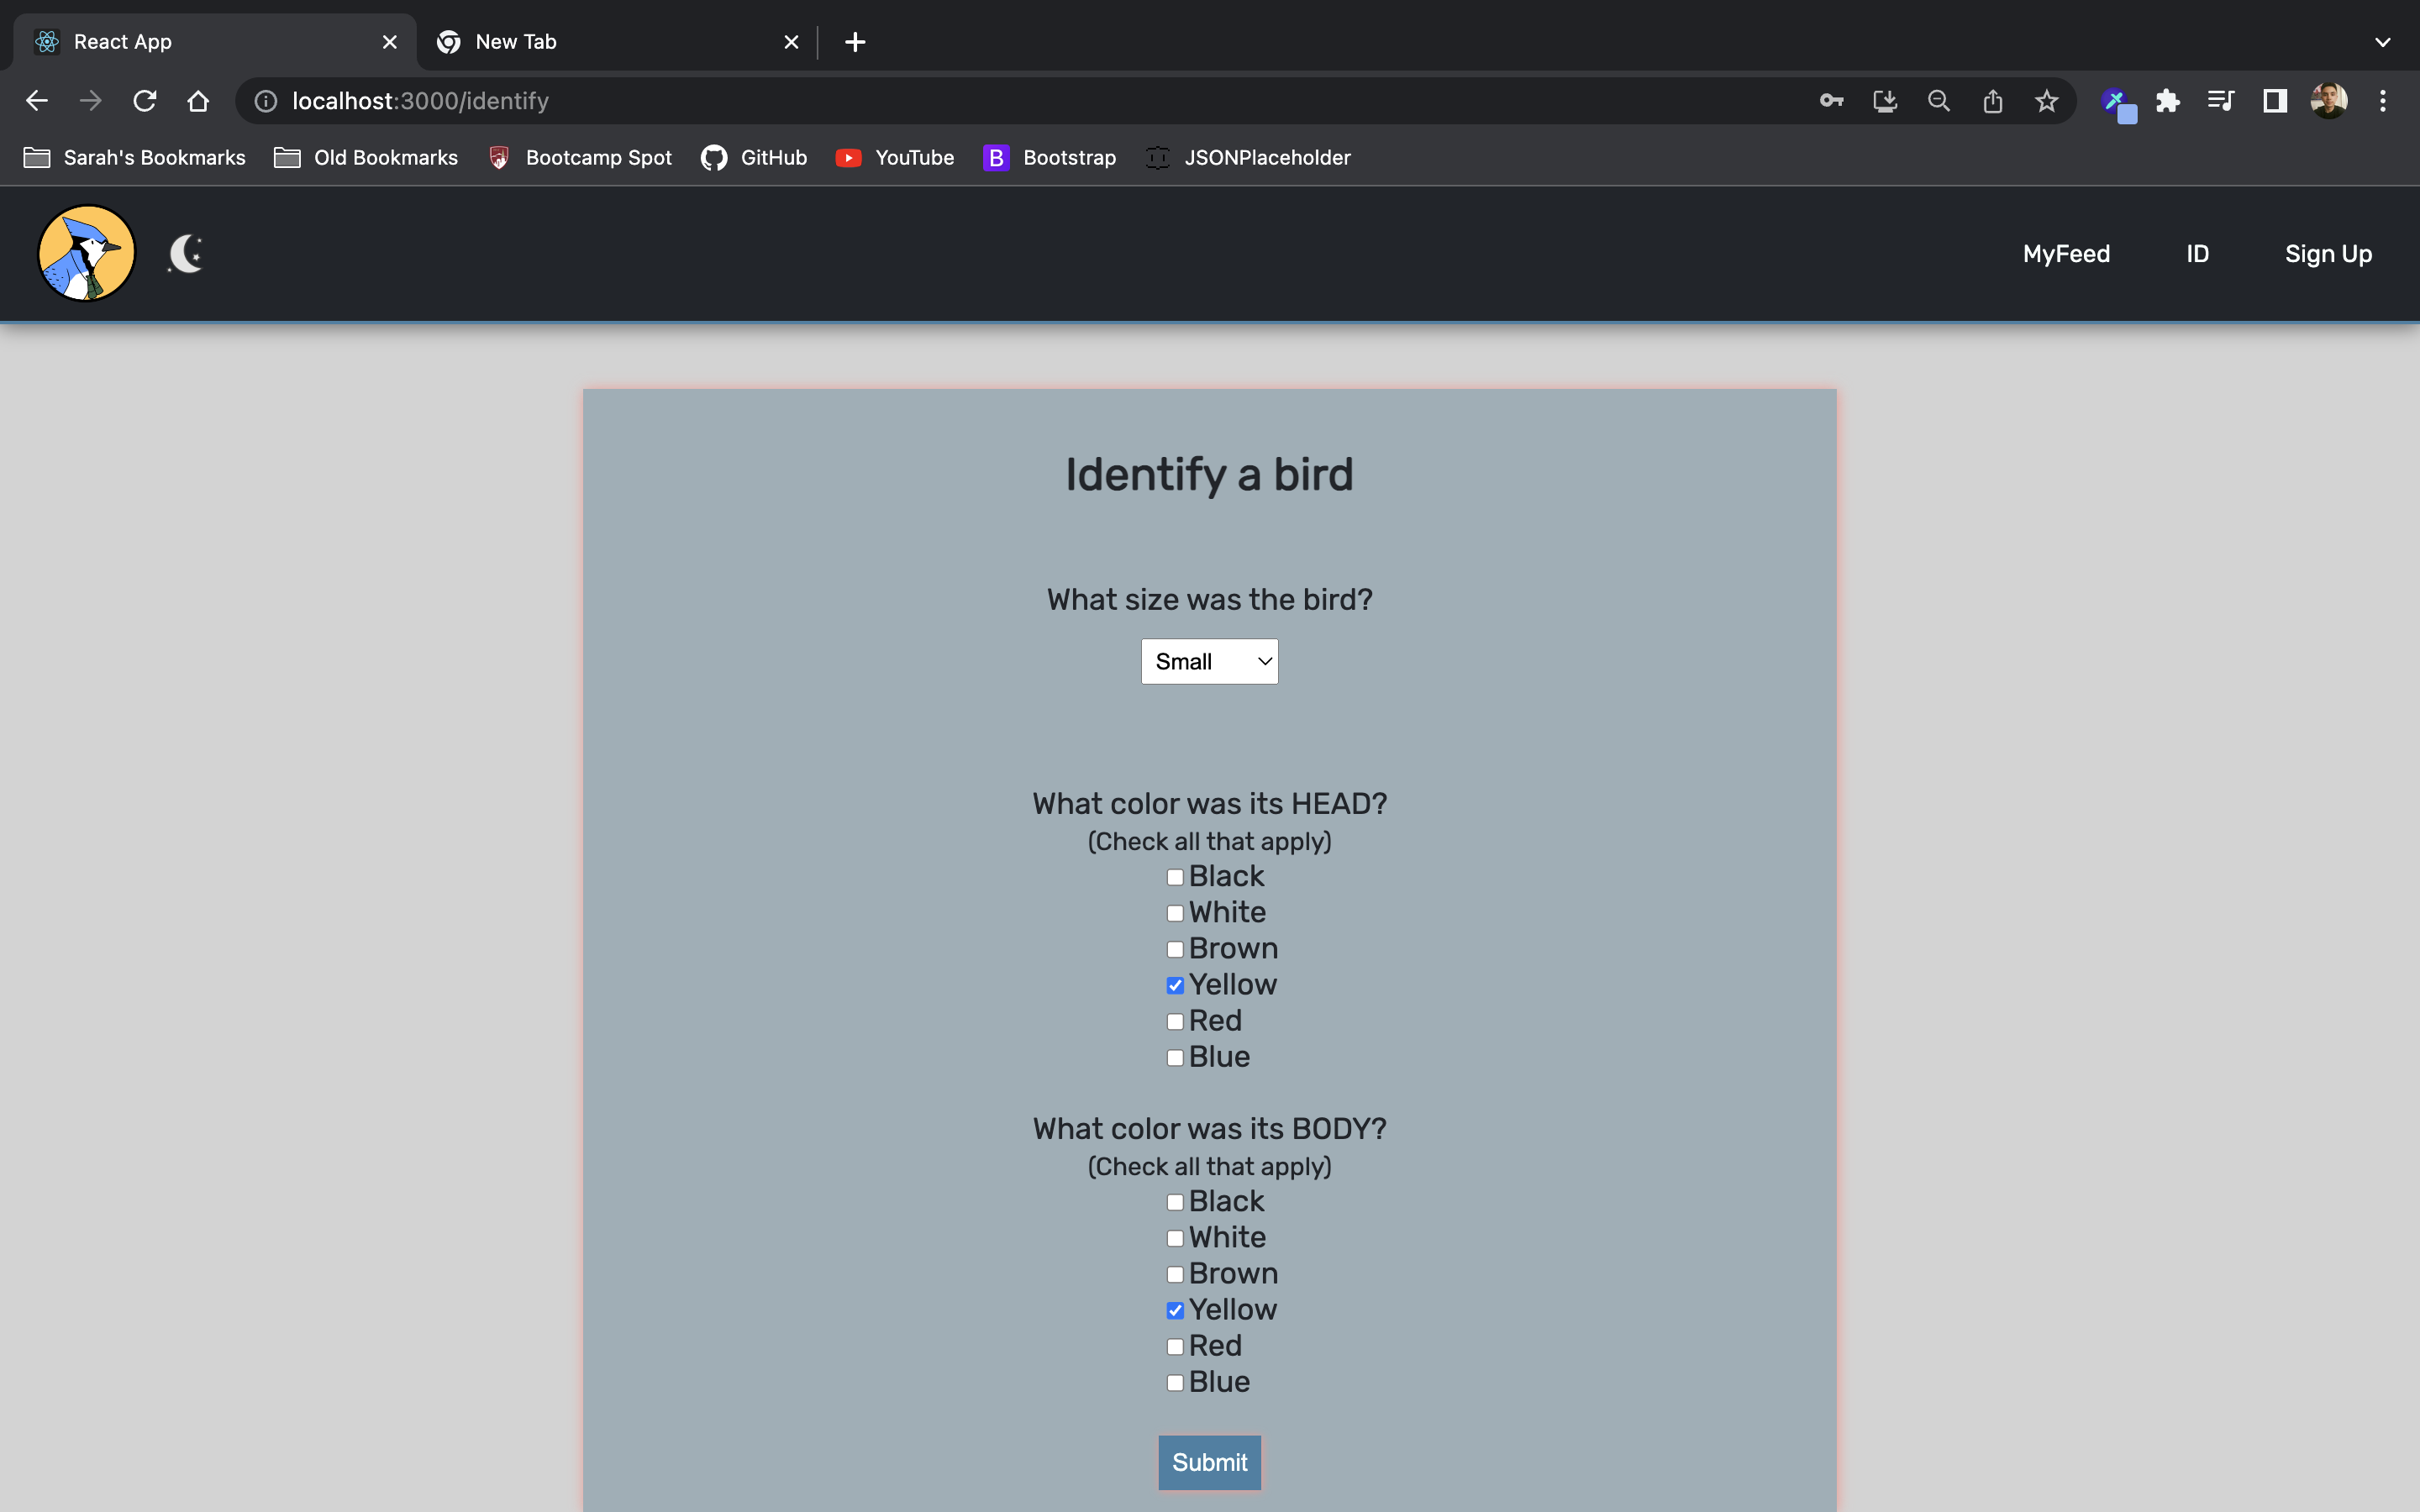 React App
New Tab
localhost:3000/identify
Sarah's Bookmarks
Old Bookmarks
Bootcamp Spot
GitHub
YouTube
B Bootstrap
JSONPlaceholder
MyFeed
ID
Sign Up
Identify a bird
What size was the bird?
Small
What color was its HEAD?
(Check all that apply)
Black
White
Brown
Yellow
Red
Blue
What color was its BODY?
(Check all that apply)
Black
White
Brown
Yellow
Red
Blue
Submit